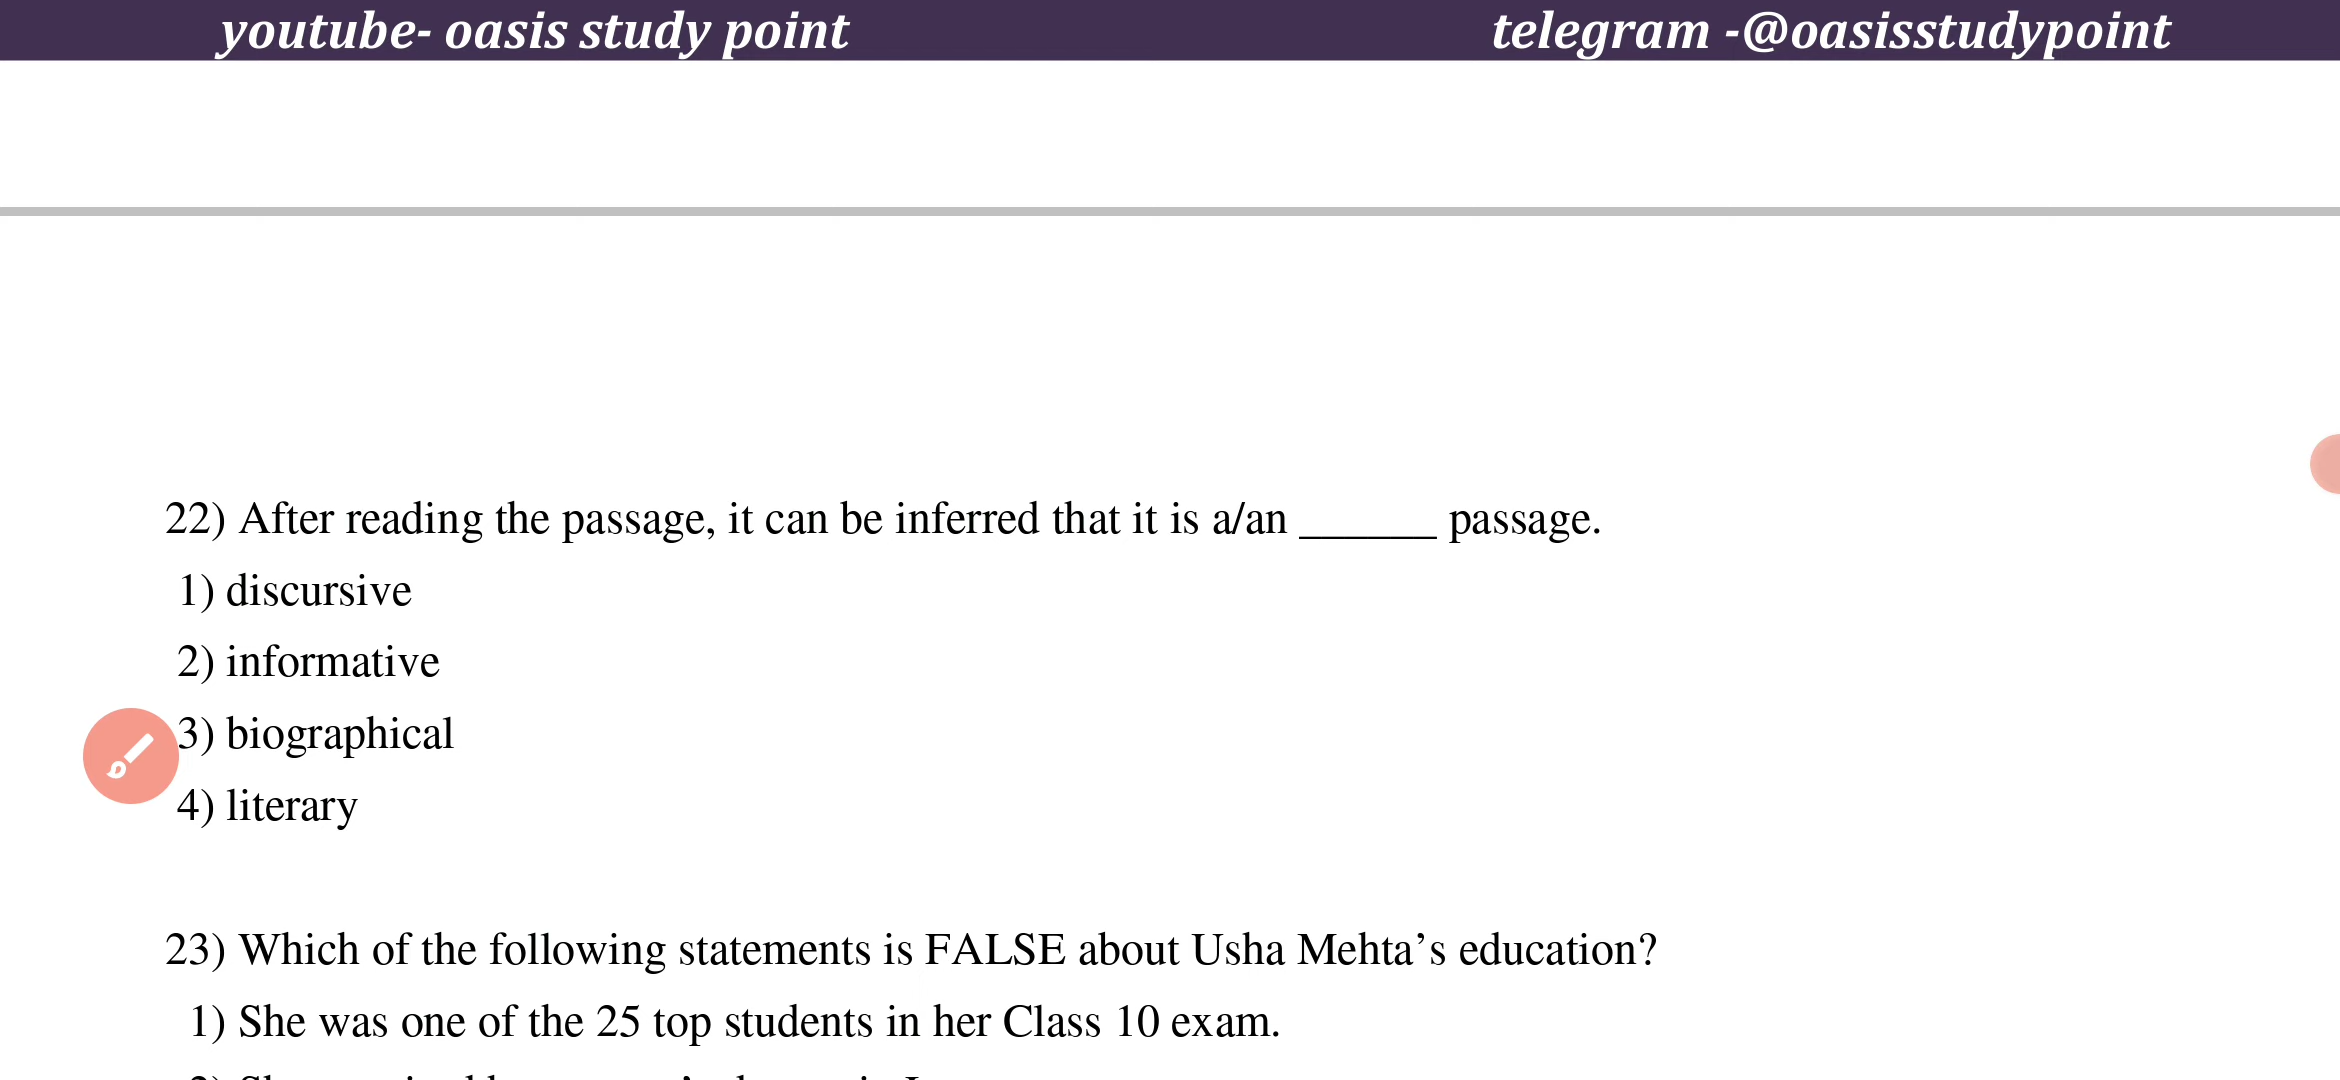 youtube- oasis study point telegram -@oasisstudypoint
22) After reading the passage, it can be inferred that it is a/an ______ passage.
1) discursive
2) informative
3) biographical
4) literary
23) Which of the following statements is FALSE about Usha Mehta’s education?
1) She was one of the 25 top students in her Class 10 exam.